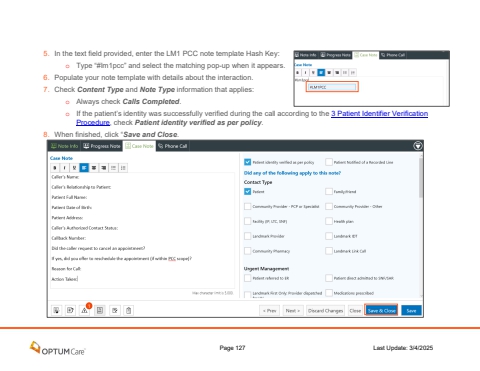 5. In the text field provided, enter the LM1 PCC note template Hash Key:
o Type “#lm1pcc” and select the matching pop-up when it appears.
6. Populate your note template with details about the interaction.
7. Check Content Type and Note Type information that applies:
o Always check Calls Completed.
o If the patient’s identity was successfully verified during the call according to the 3 Patient Identifier Verification
Procedure, check Patient identity verified as per policy.
8. When finished, click “Save and Close.
Note Info Progress Note Case Note Phone Call
Case Note
B I U
#LM1PCC
Note Info Progress Note Case Note Phone Call
Case Note
B I U
Caller's Name:
Caller's Relationship to Patient:
Patient Full Name:
Patient Date of Birth:
Patient Address:
Caller's Authorized Contact Status:
Callback Number:
Did the caller request to cancel an appointment?
If yes, did you offer to reschedule the appointment (if within PCC scope)?
Reason for Call:
Action Taken:
Patient identity verified as per policy Patient Notified of a Recorded Line
Did any of the following apply to this note?
Contact Type
Patient Family/friend
Community Provider - PCP or Specialist Community Provider - Other
Facility (IP, LTC, SNF) Health plan
Landmark Provider Landmark IDT
Community Pharmacy Landmark Link Call
Urgent Management
Patient referred to ER Patient direct admitted to SNF/SAR
Landmark First Only Provider dispatched Medications prescribed
< Prev Next > Discard Changes Close Save & Close Save
OPTUM Care
Page 127
Last Update: 3/4/2025